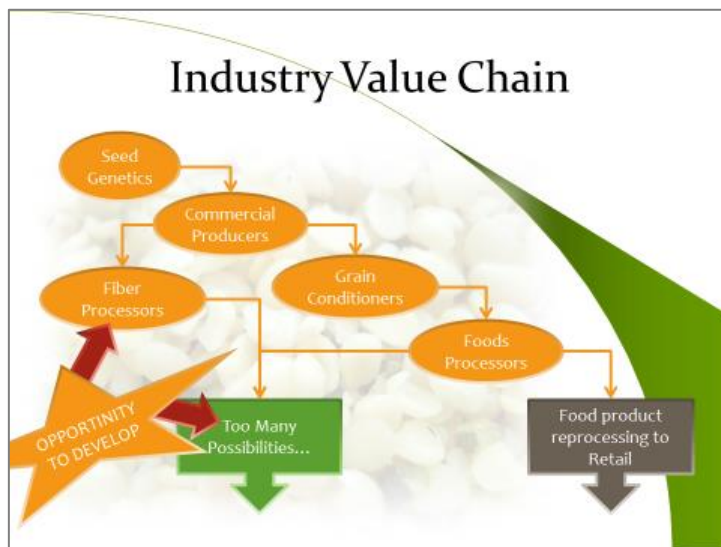 Industry Value Chain
Seed
Genetics
Commercial
Producers
Fiber
Processors
Grain
Conditioners
Foods
Processors
OPPORTINITY
TO DEVELOP
Too Many
Possibilities...
Food product
reprocessing to
Retail